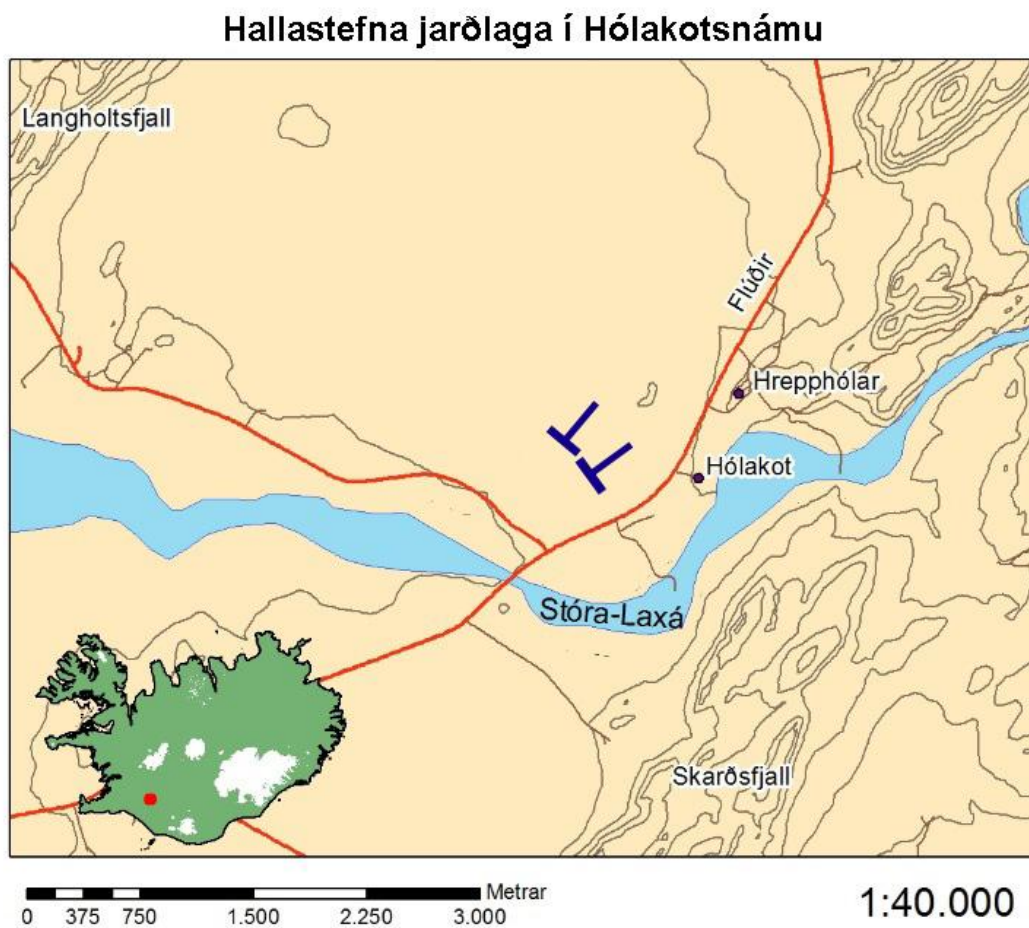 Hallastefna jarðlaga í Hólakotsnámu
Langholtsfjall
Flúðir
Hrepphólar
Hólakot
Stóra-Laxá
Skarðsfjall
Metrar
0 375 750 1.500 2.250 3.000
1:40.000